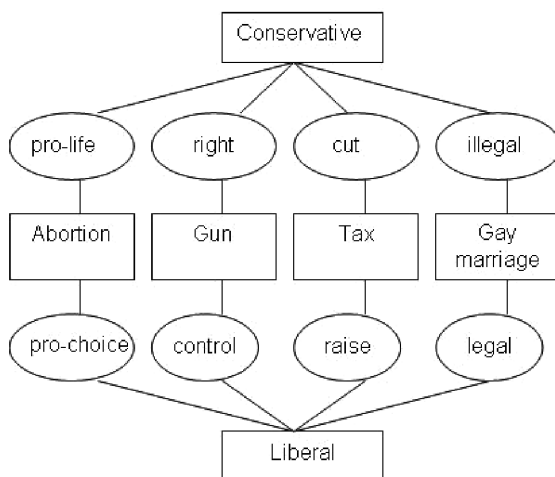 Conservative
pro-life
right
cut
illegal
Abortion
Gun
Tax
Gay
marriage
pro-choice
control
raise
legal
Liberal